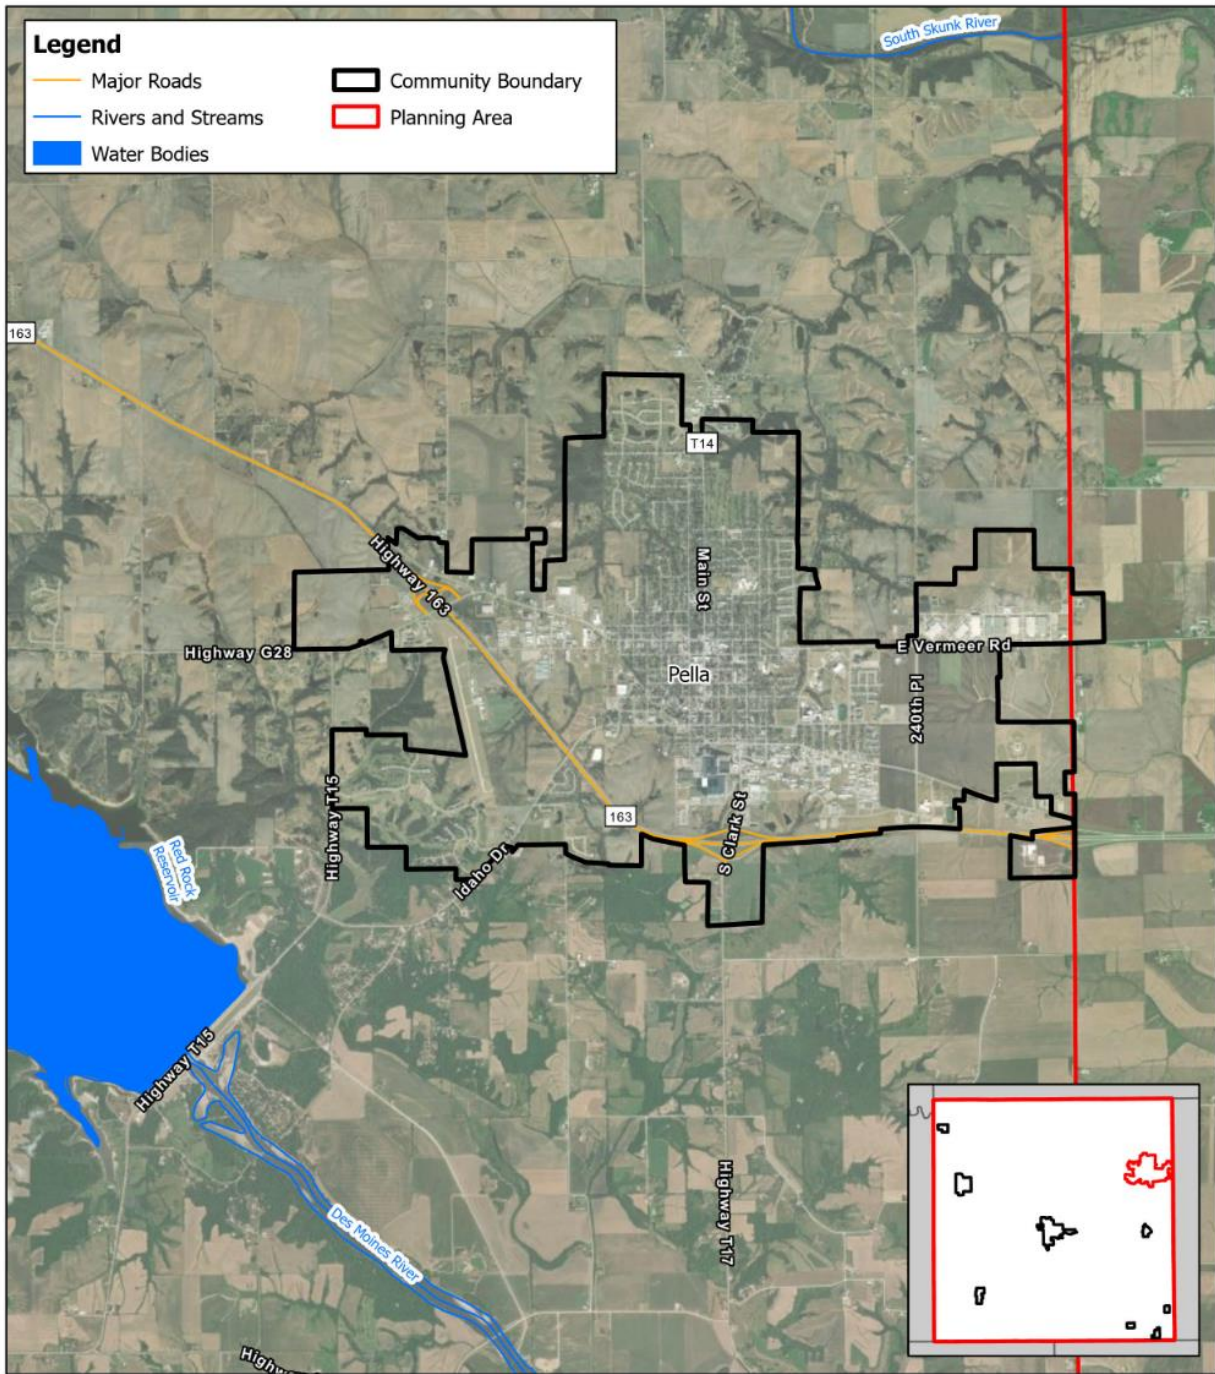 Legend
Major Roads
Community Boundary
Rivers and Streams
Planning Area
Water Bodies
South Skunk River
163
T14
Highway 163
Main St
Highway G28
E Vermeer Rd
Pella
240th Pl
Highway T15
163
S Clark St
Idaho Dr
Red Rock
Reservoir
Highway T15
Des Moines River
Highway T17
Highway